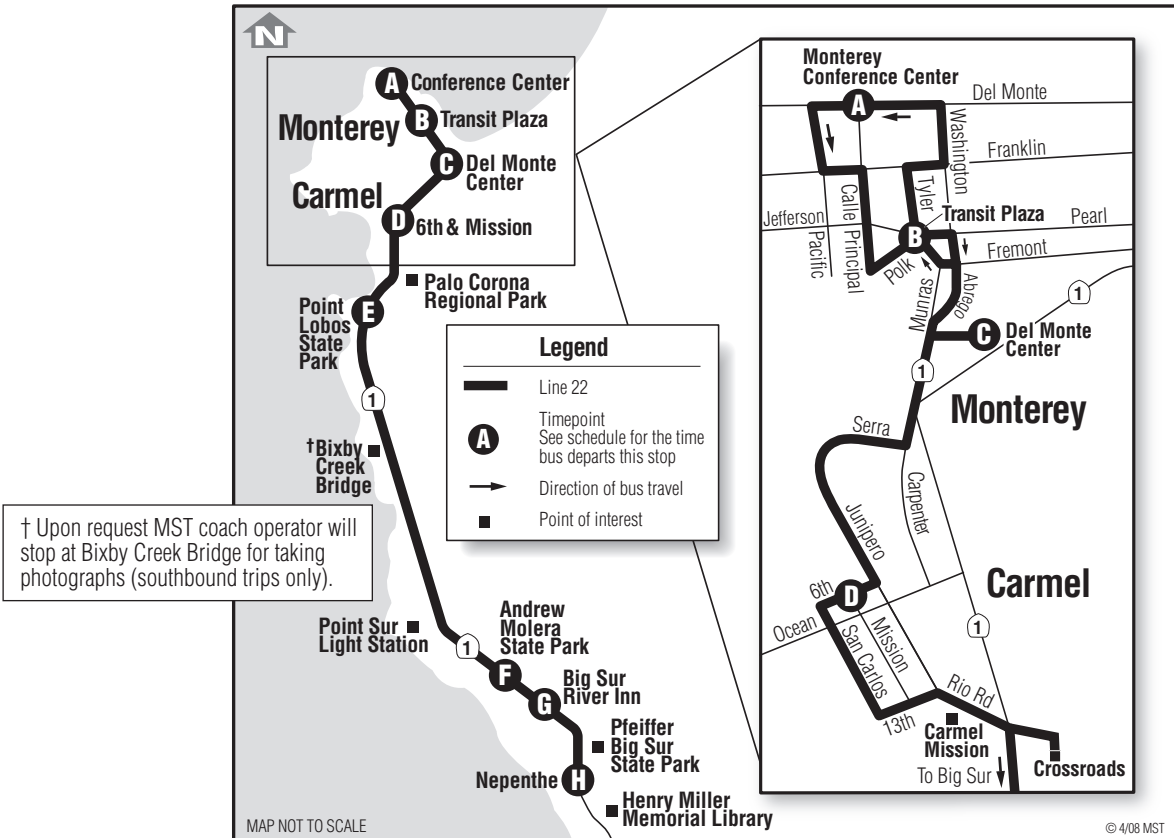 N
A Conference Center
Monterey
B Transit Plaza
C Del Monte
Center
Carmel
D 6th & Mission
Palo Corona
Regional Park
E
Point
Lobos
State
Park
1
†Bixby
Creek
Bridge
† Upon request MST coach operator will
stop at Bixby Creek Bridge for taking
photographs (southbound trips only).
Point Sur
Light Station
1
Andrew
Molera
State Park
F
Big Sur
River Inn
G
Pfeiffer
Big Sur
State Park
Nepenthe H
Henry Miller
Memorial Library
MAP NOT TO SCALE
Legend
Line 22
A
Timepoint
See schedule for the time
bus departs this stop
Direction of bus travel
Point of interest
Monterey
Conference Center
A
Del Monte
Washington
Franklin
Tyler
Calle Principal
Pacific
Jefferson
Transit Plaza
B
Pearl
Fremont
Polk
Munras
Abrego
1
C
Del Monte
Center
1
Monterey
Serra
Carpenter
Junipero
Carmel
6th
D
Ocean
Mission
San Carlos
1
13th
Rio Rd
Carmel
Mission
To Big Sur
Crossroads
© 4/08 MST